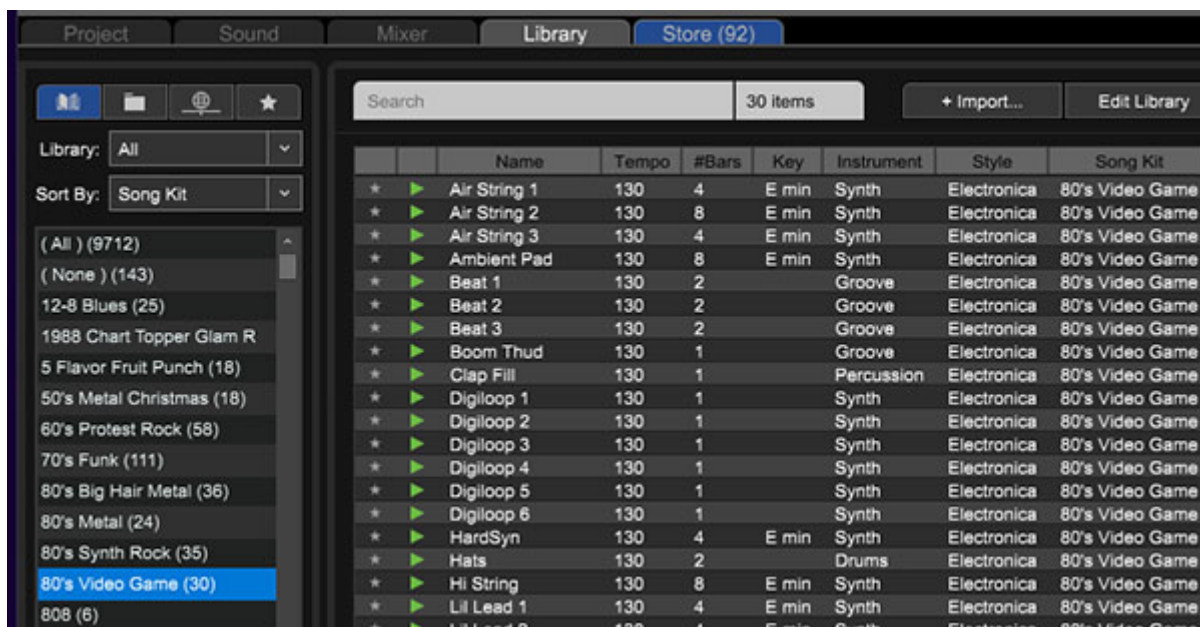 Project Sound Mixer Library Store (92)
Search 30 items + Import... Edit Library
Library: All
Sort By: Song Kit
( All ) (9712)
( None ) (143)
12-8 Blues (25)
1988 Chart Topper Glam R
5 Flavor Fruit Punch (18)
50's Metal Christmas (18)
60's Protest Rock (58)
70's Funk (111)
80's Big Hair Metal (36)
80's Metal (24)
80's Synth Rock (35)
80's Video Game (30)
808 (6)
Name Tempo #Bars Key Instrument Style Song Kit
Air String 1 130 4 E min Synth Electronica 80's Video Game
Air String 2 130 8 E min Synth Electronica 80's Video Game
Air String 3 130 4 E min Synth Electronica 80's Video Game
Ambient Pad 130 8 E min Synth Electronica 80's Video Game
Beat 1 130 2 Groove Electronica 80's Video Game
Beat 2 130 2 Groove Electronica 80's Video Game
Beat 3 130 2 Groove Electronica 80's Video Game
Boom Thud 130 1 Groove Electronica 80's Video Game
Clap Fill 130 1 Percussion Electronica 80's Video Game
Digiloop 1 130 1 Synth Electronica 80's Video Game
Digiloop 2 130 1 Synth Electronica 80's Video Game
Digiloop 3 130 1 Synth Electronica 80's Video Game
Digiloop 4 130 1 Synth Electronica 80's Video Game
Digiloop 5 130 1 Synth Electronica 80's Video Game
Digiloop 6 130 1 Synth Electronica 80's Video Game
HardSyn 130 4 E min Synth Electronica 80's Video Game
Hats 130 2 Drums Electronica 80's Video Game
Hi String 130 8 E min Synth Electronica 80's Video Game
Lil Lead 1 130 4 E min Synth Electronica 80's Video Game